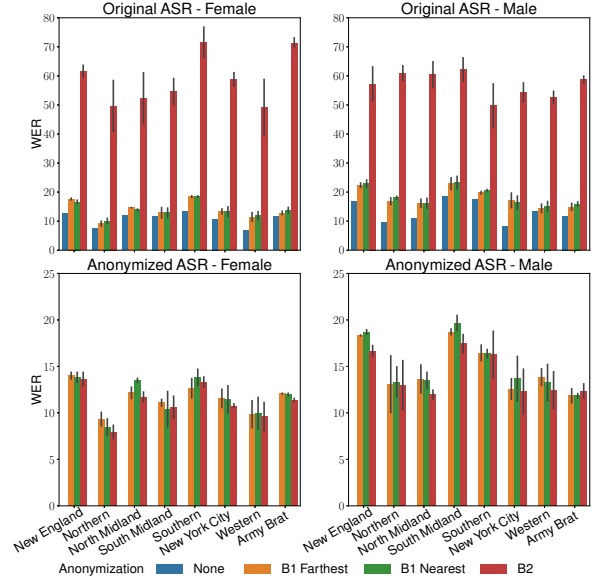 Original ASR - Female
Original ASR - Male
WER
80
70
60
50
40
30
20
10
0
Anonymized ASR - Female
Anonymized ASR - Male
WER
25
20
15
10
5
0
New England
Northern
North Midland
South Midland
Southern
New York City
Western
Army Brat
New England
Northern
North Midland
South Midland
Southern
New York City
Western
Army Brat
Anonymization None B1 Farthest B1 Nearest B2